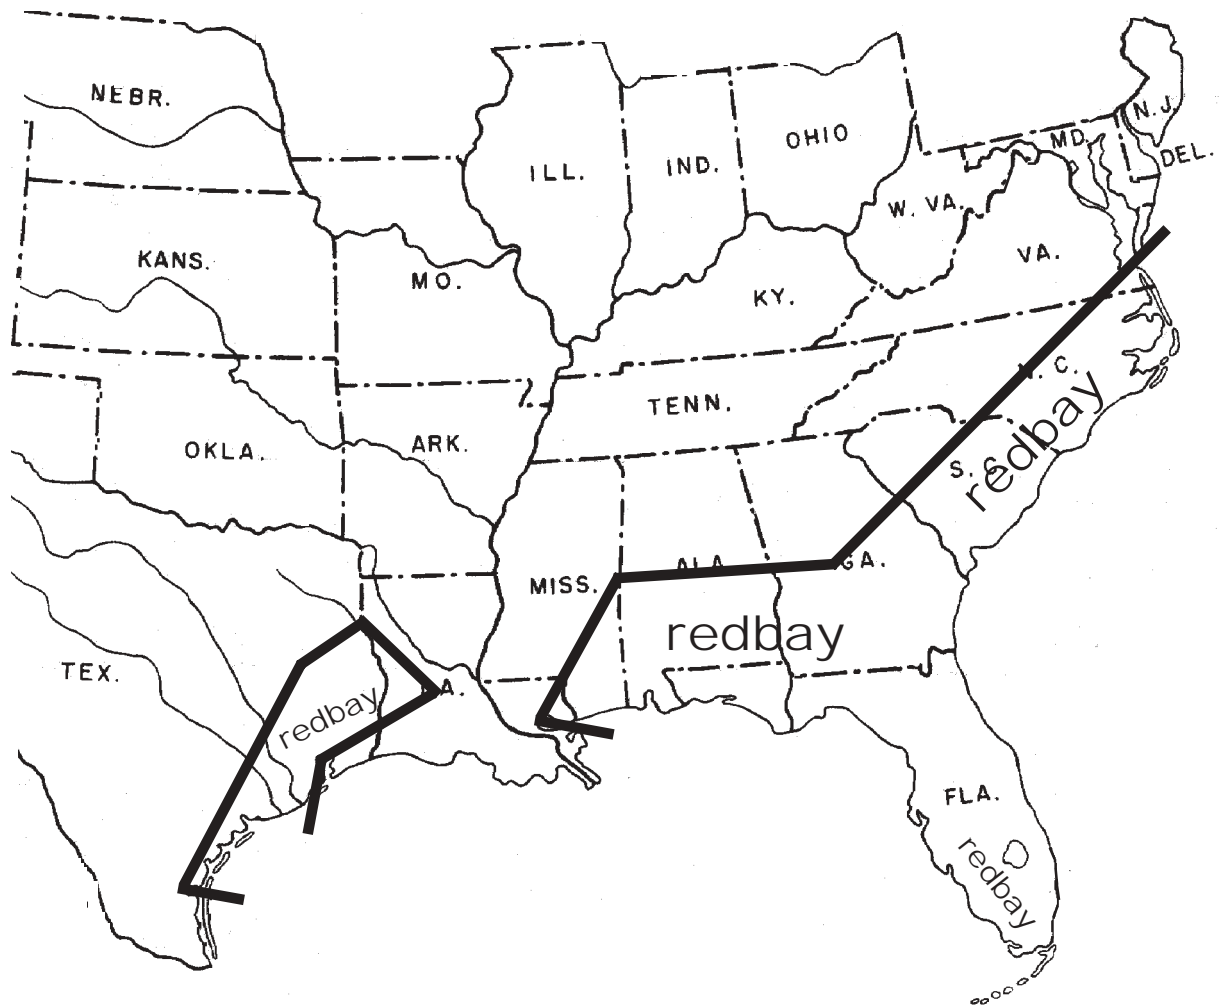 NEBR.
N.J.
OHIO
MD.
DEL.
ILL.
IND.
W. VA.
KANS.
VA.
MO.
KY.
N. C.
TENN.
redbay
OKLA.
ARK.
S. C.
ALA
GA.
MISS.
redbay
TEX.
LA.
redbay
FLA.
redbay